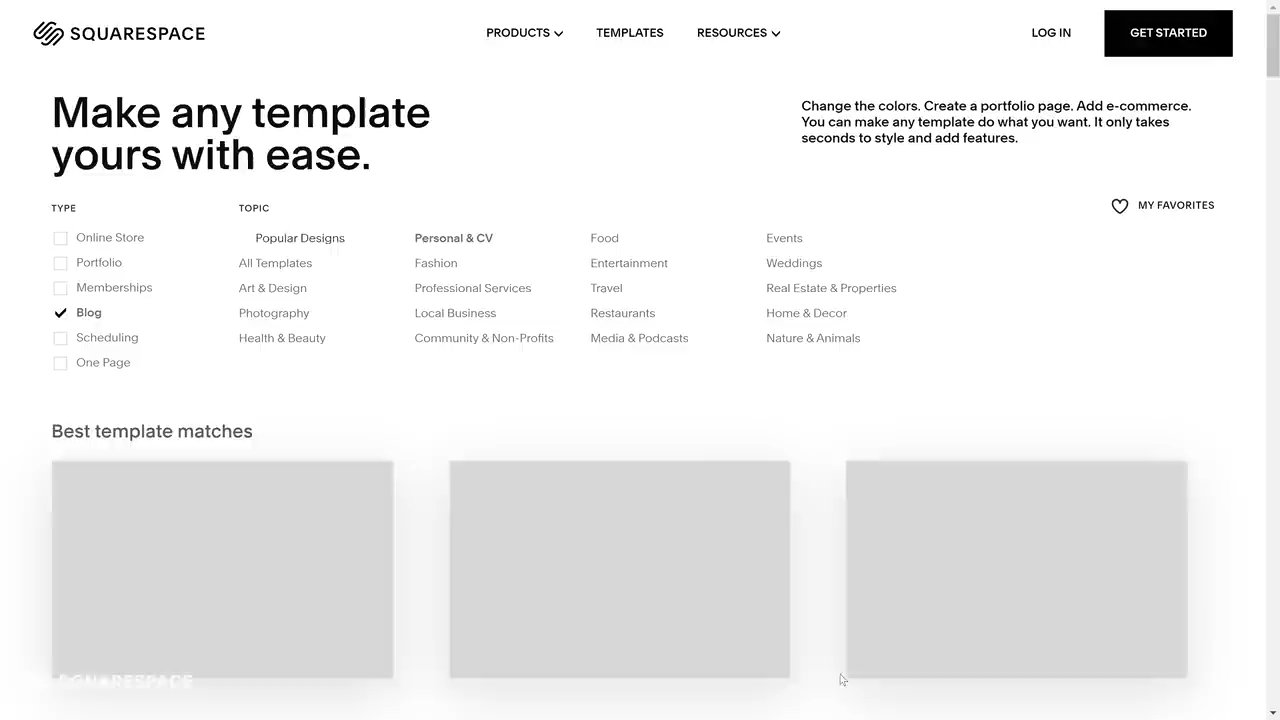 SQUARESPACE
PRODUCTS
TEMPLATES
RESOURCES
LOG IN
GET STARTED
Make any template
yours with ease.
Change the colors. Create a portfolio page. Add e-commerce.
You can make any template do what you want. It only takes
seconds to style and add features.
MY FAVORITES
TYPE
Online Store
Portfolio
Memberships
Blog
Scheduling
One Page
TOPIC
Popular Designs
All Templates
Art & Design
Photography
Health & Beauty
Personal & CV
Fashion
Professional Services
Local Business
Community & Non-Profits
Food
Entertainment
Travel
Restaurants
Media & Podcasts
Events
Weddings
Real Estate & Properties
Home & Decor
Nature & Animals
Best template matches